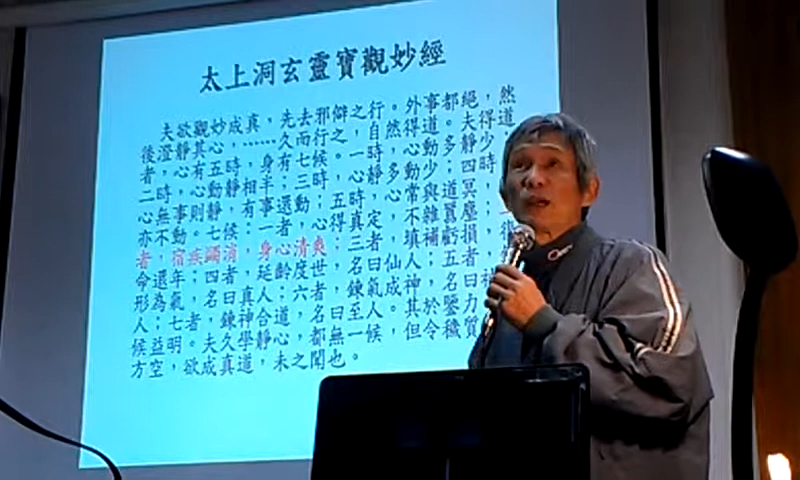 太上洞玄靈寶觀妙經
夫欲觀妙成真,先去邪僻之行。外事都絕,然
後澄靜其心,……久而行之,自然得道。夫得道
者,心有五時,身有七候。一時,心動多靜少;
二時,心動靜相半;三時,靜多動少;四時,
心無事則靜,有事還動;五時,心常與道冥,
亦不動。七候:一者,心得定,雜塵囂
者,宿疾蠲消,身心清爽;三者,填補虧損,
命還年;四者,延齡度世,名曰仙人;五者,
形為氣,名曰真人;六者,鍊氣成神,名曰神
人;七者,鍊神合道,名曰至人。其於鑒力
候益明。夫久學靜心,都無一候,但令穢質
方空,欲成真道,未之聞也。